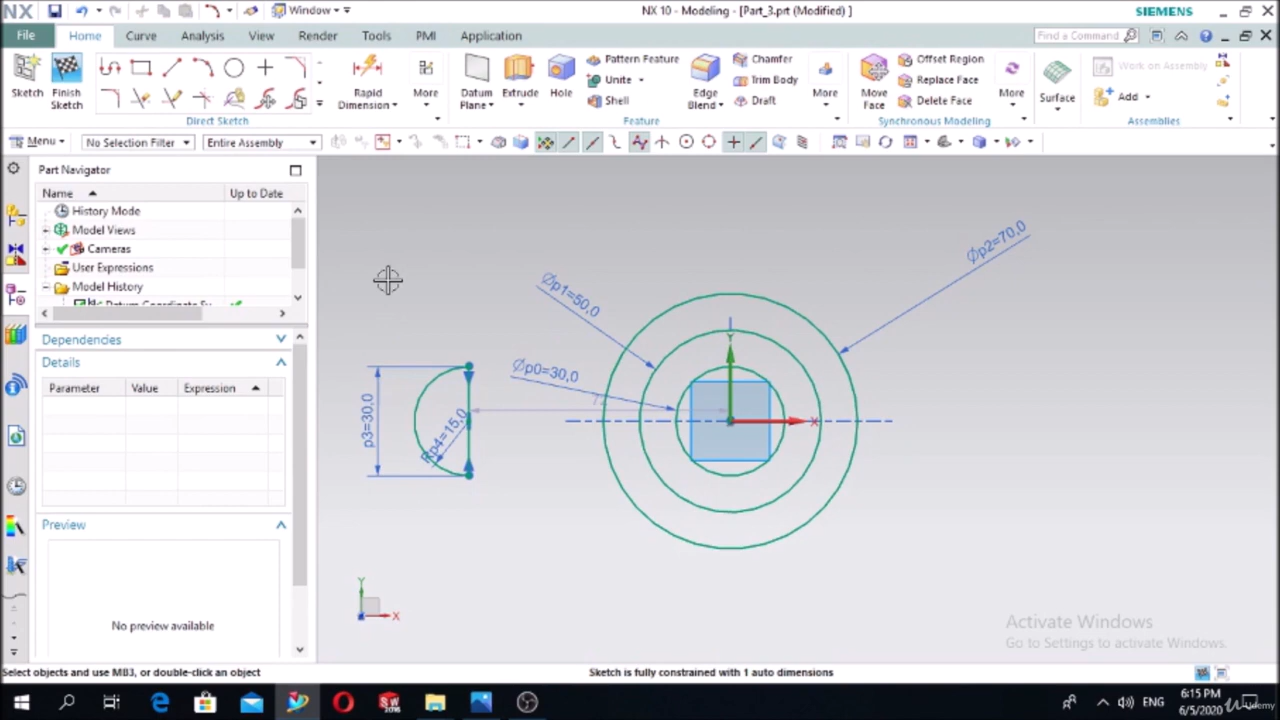 NX
Window
NX 10 - Modeling - [Part_3.prt (Modified) ]
SIEMENS
File
Home
Curve
Analysis
View
Render
Tools
PMI
Application
Find a Command
Sketch
Finish
Sketch
Direct Sketch
Rapid
Dimension
More
Datum
Plane
Extrude
Hole
Pattern Feature
Unite
Shell
Edge
Blend
Chamfer
Trim Body
Draft
More
Feature
Move
Face
Offset Region
Replace Face
Delete Face
More
Synchronous Modeling
Surface
Work on Assembly
Add
Assemblies
Menu
No Selection Filter
Entire Assembly
Part Navigator
Name
Up to Date
History Mode
Model Views
Cameras
User Expressions
Model History
Dependencies
Details
Parameter
Value
Expression
Preview
No preview available
Øp2=70,0
Øp1=50,0
Øp0=30,0
p3=30,0
Rp4=15,0
Y
X
Y
X
Activate Windows
Go to Settings to activate Windows.
Select objects and use MB3, or double-click an object
Sketch is fully constrained with 1 auto dimensions
ENG
6:15 PM
6/5/2020
Udemy